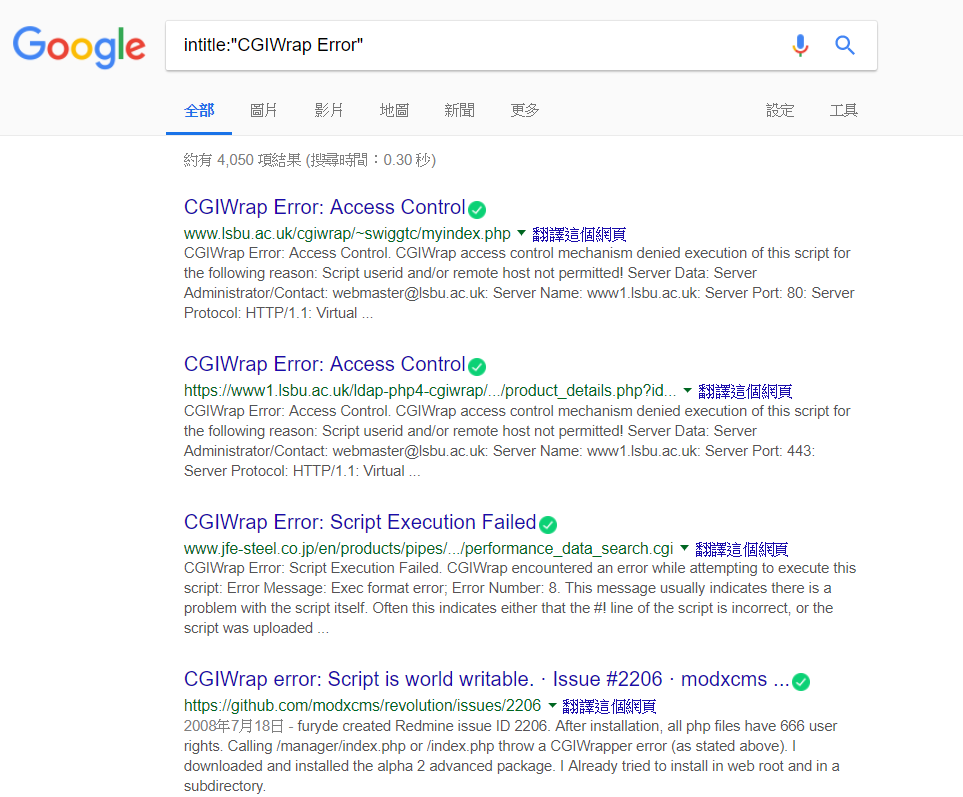 Google
intitle:"CGIWrap Error"
全部 圖片 影片 地圖 新聞 更多 設定 工具
約有 4,050 項結果 (搜尋時間：0.30 秒)
CGIWrap Error: Access Control
www.lsbu.ac.uk/cgiwrap/~swiggtc/myindex.php 翻譯這個網頁
CGIWrap Error: Access Control. CGIWrap access control mechanism denied execution of this script for
the following reason: Script userid and/or remote host not permitted! Server Data: Server
Administrator/Contact: webmaster@lsbu.ac.uk: Server Name: www1.lsbu.ac.uk: Server Port: 80: Server
Protocol: HTTP/1.1: Virtual ...
CGIWrap Error: Access Control
https://www1.lsbu.ac.uk/ldap-php4-cgiwrap/.../product_details.php?id... 翻譯這個網頁
CGIWrap Error: Access Control. CGIWrap access control mechanism denied execution of this script for
the following reason: Script userid and/or remote host not permitted! Server Data: Server
Administrator/Contact: webmaster@lsbu.ac.uk: Server Name: www1.lsbu.ac.uk: Server Port: 443:
Server Protocol: HTTP/1.1: Virtual ...
CGIWrap Error: Script Execution Failed
www.jfe-steel.co.jp/en/products/pipes/.../performance_data_search.cgi 翻譯這個網頁
CGIWrap Error: Script Execution Failed. CGIWrap encountered an error while attempting to execute this
script: Error Message: Exec format error; Error Number: 8. This message usually indicates there is a
problem with the script itself. Often this indicates either that the #! line of the script is incorrect, or the
script was uploaded ...
CGIWrap error: Script is world writable. · Issue #2206 · modxcms ...
https://github.com/modxcms/revolution/issues/2206 翻譯這個網頁
2008年7月18日 - furyde created Redmine issue ID 2206. After installation, all php files have 666 user
rights. Calling /manager/index.php or /index.php throw a CGIWrapper error (as stated above). I
downloaded and installed the alpha 2 advanced package. I Already tried to install in web root and in a
subdirectory.